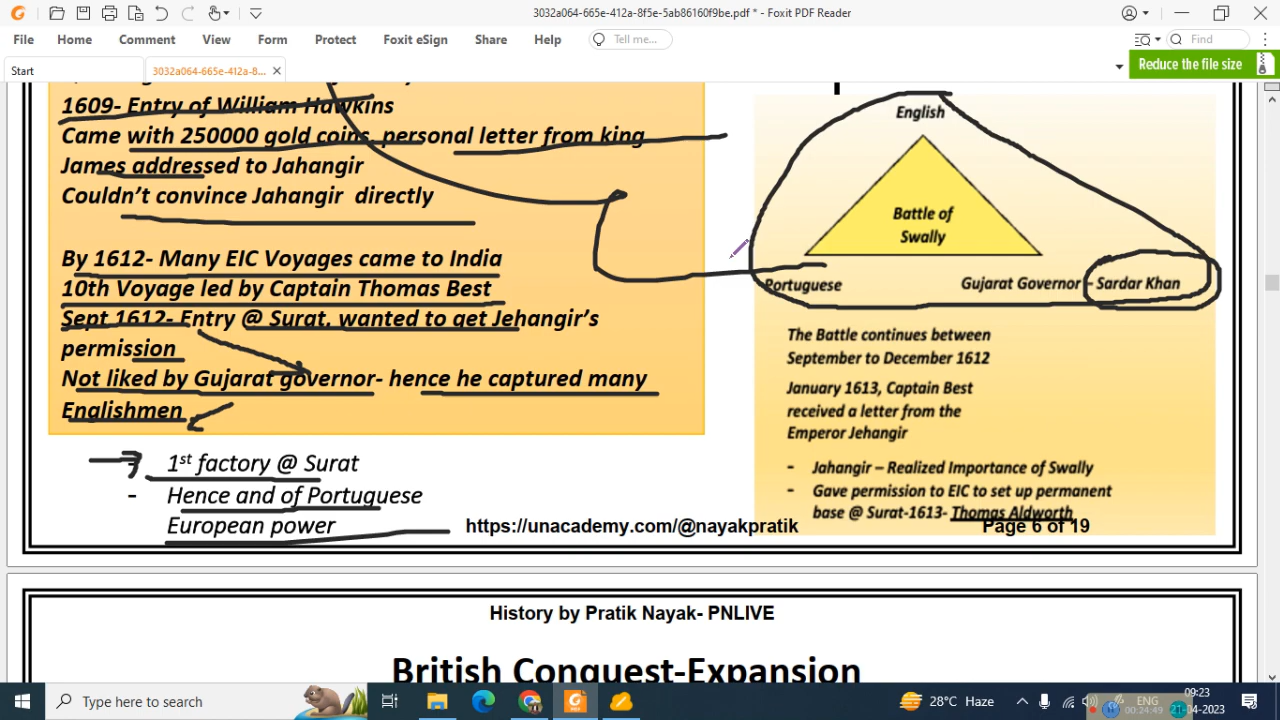 3032a064-665e-412a-8f5e-5ab86160f9be.pdf * - Foxit PDF Reader
File Home Comment View Form Protect Foxit eSign Share Help Tell me... Find
Start 3032a064-665e-412a-8... Reduce the file size
1609- Entry of William Hawkins
Came with 250000 gold coins, personal letter from king
James addressed to Jahangir
Couldn't convince Jahangir directly
By 1612- Many EIC Voyages came to India
10th Voyage led by Captain Thomas Best
Sept 1612- Entry @ Surat, wanted to get Jehangir's
permission
Not liked by Gujarat governor- hence he captured many
Englishmen
- 1st factory @ Surat
- Hence and of Portuguese
European power
English
Battle of
Swally
Portuguese
Gujarat Governor - Sardar Khan
The Battle continues between
September to December 1612
January 1613, Captain Best
received a letter from the
Emperor Jehangir
- Jahangir – Realized Importance of Swally
- Gave permission to EIC to set up permanent
base @ Surat-1613- Thomas Aldworth
https://unacademy.com/@nayakpratik
Page 6 of 19
History by Pratik Nayak- PNLIVE
British Conquest-Expansion
Type here to search
28°C Haze
ENG
09:23
21-04-2023
00:24:49